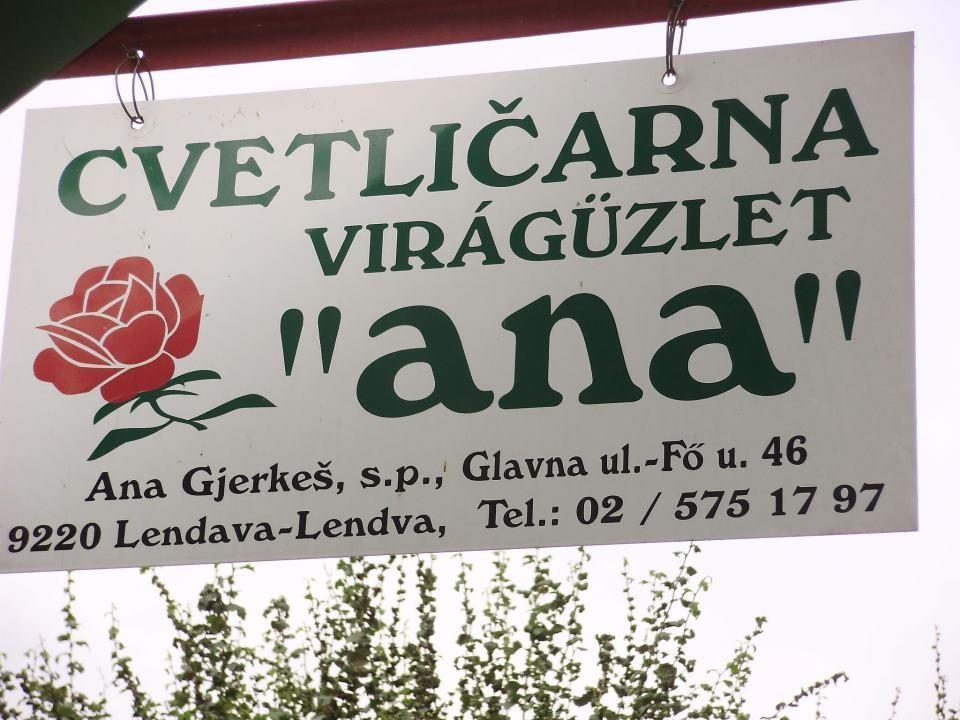 CVETLIČARNA
VIRÁGÜZLET
"ana"
Ana Gjerkeš, s.p., Glavna ul.-Fő u. 46
9220 Lendava-Lendva, Tel.: 02 / 575 17 97